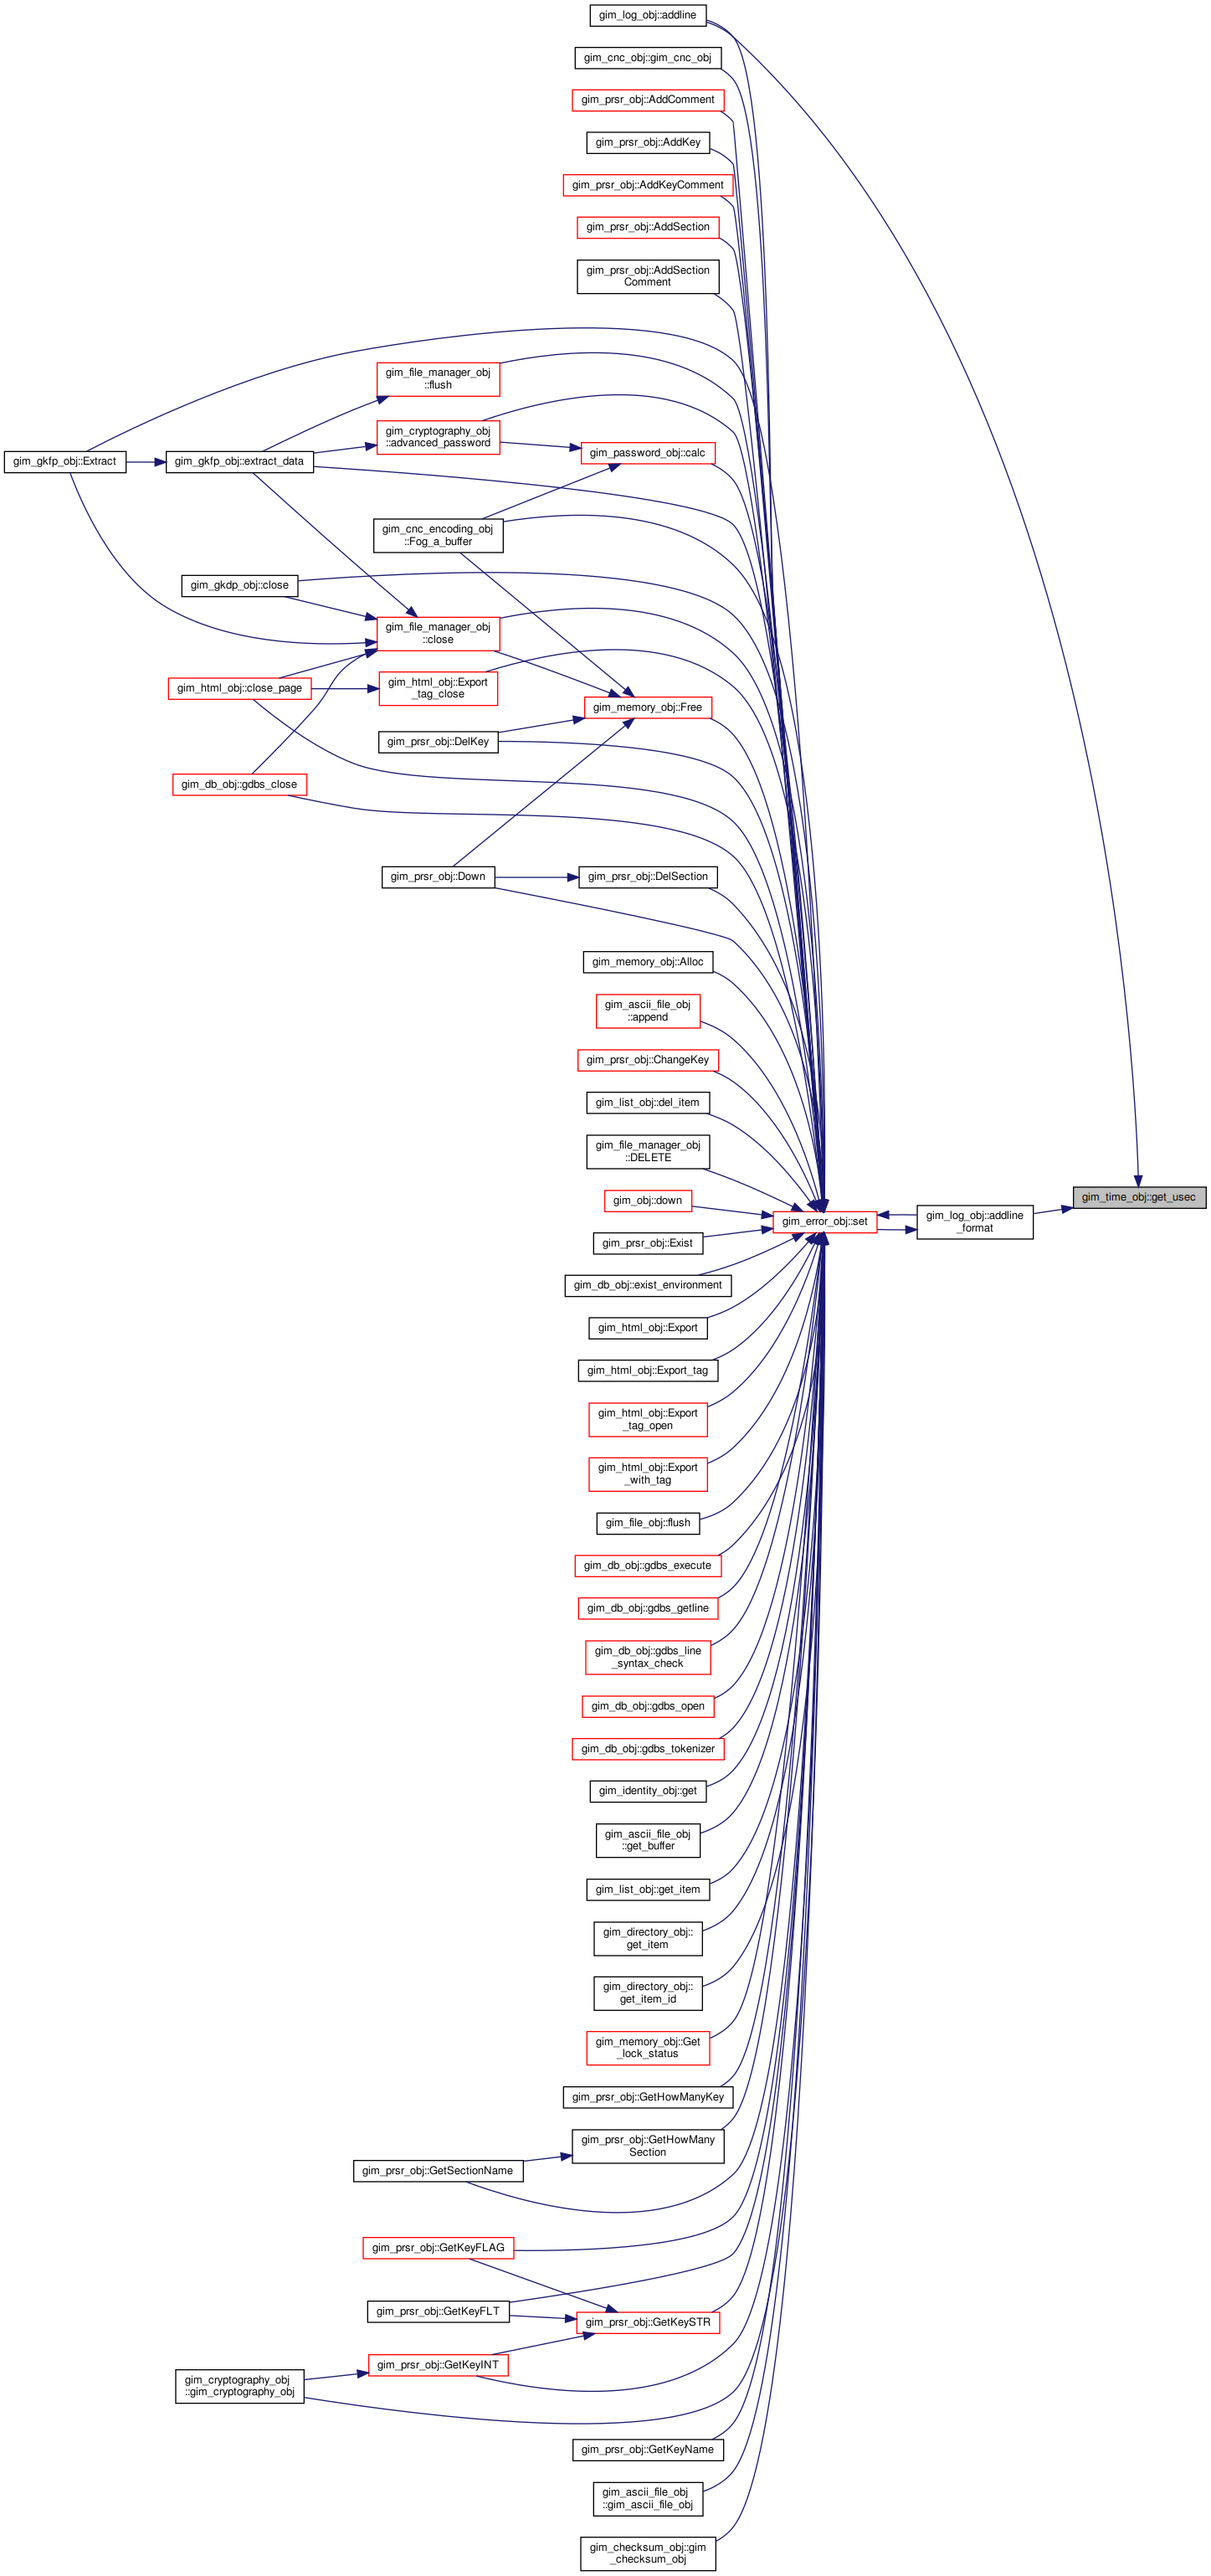 gim_log_obj::addline
gim_cnc_obj::gim_cnc_obj
gim_prsr_obj::AddComment
gim_prsr_obj::AddKey
gim_prsr_obj::AddKeyComment
gim_prsr_obj::AddSection
gim_prsr_obj::AddSection
Comment
gim_file_manager_obj
::flush
gim_cryptography_obj
::advanced_password
gim_password_obj::calc
gim_gkfp_obj::Extract
gim_gkfp_obj::extract_data
gim_cnc_encoding_obj
::Fog_a_buffer
gim_gkdp_obj::close
gim_file_manager_obj
::close
gim_html_obj::close_page
gim_html_obj::Export
_tag_close
gim_memory_obj::Free
gim_prsr_obj::DelKey
gim_db_obj::gdbs_close
gim_prsr_obj::Down
gim_prsr_obj::DelSection
gim_memory_obj::Alloc
gim_ascii_file_obj
::append
gim_prsr_obj::ChangeKey
gim_list_obj::del_item
gim_file_manager_obj
::DELETE
gim_obj::down
gim_time_obj::get_usec
gim_error_obj::set
gim_log_obj::addline
_format
gim_prsr_obj::Exist
gim_db_obj::exist_environment
gim_html_obj::Export
gim_html_obj::Export_tag
gim_html_obj::Export
_tag_open
gim_html_obj::Export
_with_tag
gim_file_obj::flush
gim_db_obj::gdbs_execute
gim_db_obj::gdbs_getline
gim_db_obj::gdbs_line
_syntax_check
gim_db_obj::gdbs_open
gim_db_obj::gdbs_tokenizer
gim_identity_obj::get
gim_ascii_file_obj
::get_buffer
gim_list_obj::get_item
gim_directory_obj::
get_item
gim_directory_obj::
get_item_id
gim_memory_obj::Get
_lock_status
gim_prsr_obj::GetHowManyKey
gim_prsr_obj::GetHowMany
Section
gim_prsr_obj::GetSectionName
gim_prsr_obj::GetKeyFLAG
gim_prsr_obj::GetKeyFLT
gim_prsr_obj::GetKeySTR
gim_prsr_obj::GetKeyINT
gim_cryptography_obj
::gim_cryptography_obj
gim_prsr_obj::GetKeyName
gim_ascii_file_obj
::gim_ascii_file_obj
gim_checksum_obj::gim
_checksum_obj